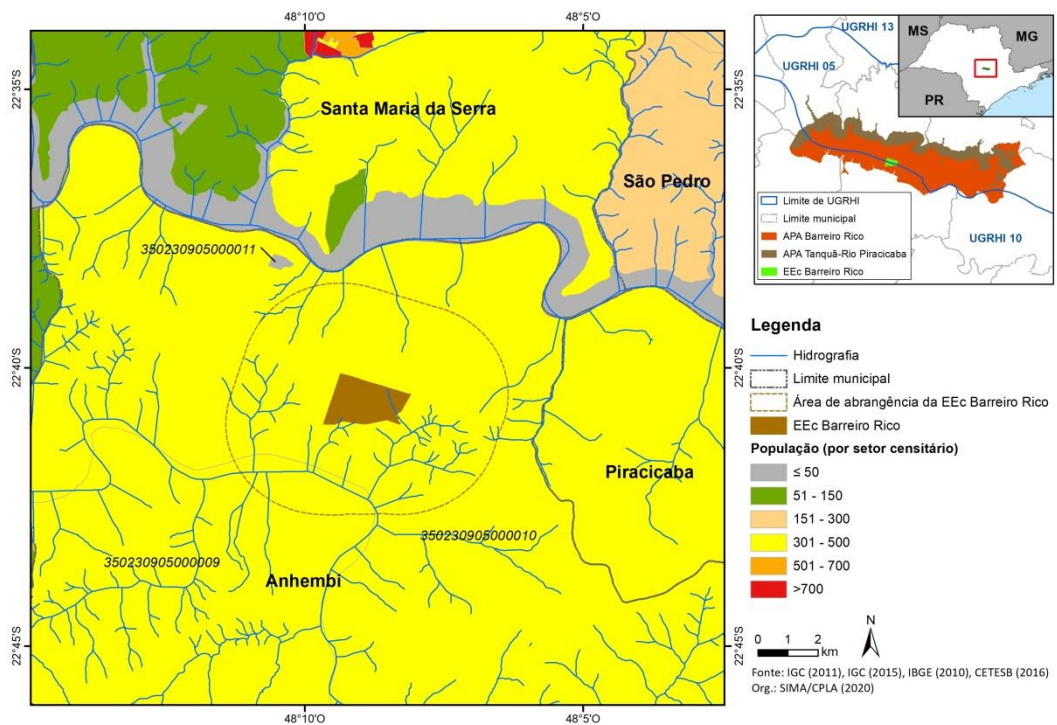 48°10'O
48°5'O
22°35'S
22°35'S
Santa Maria da Serra
São Pedro
350230905000011
22°40'S
22°40'S
Piracicaba
350230905000010
350230905000009
Anhembi
22°45'S
22°45'S
48°10'O
48°5'O
UGRHI 13
MS
MG
UGRHI 05
PR
UGRHI 10
Limite de UGRHI
Limite municipal
APA Barreiro Rico
APA Tanquã-Rio Piracicaba
EEc Barreiro Rico
Legenda
Hidrografia
Limite municipal
Área de abrangência da EEc Barreiro Rico
EEc Barreiro Rico
População (por setor censitário)
≤ 50
51 - 150
151 - 300
301 - 500
501 - 700
>700
N
0 1 2
km
Fonte: IGC (2011), IGC (2015), IBGE (2010), CETESB (2016)
Org.: SIMA/CPLA (2020)